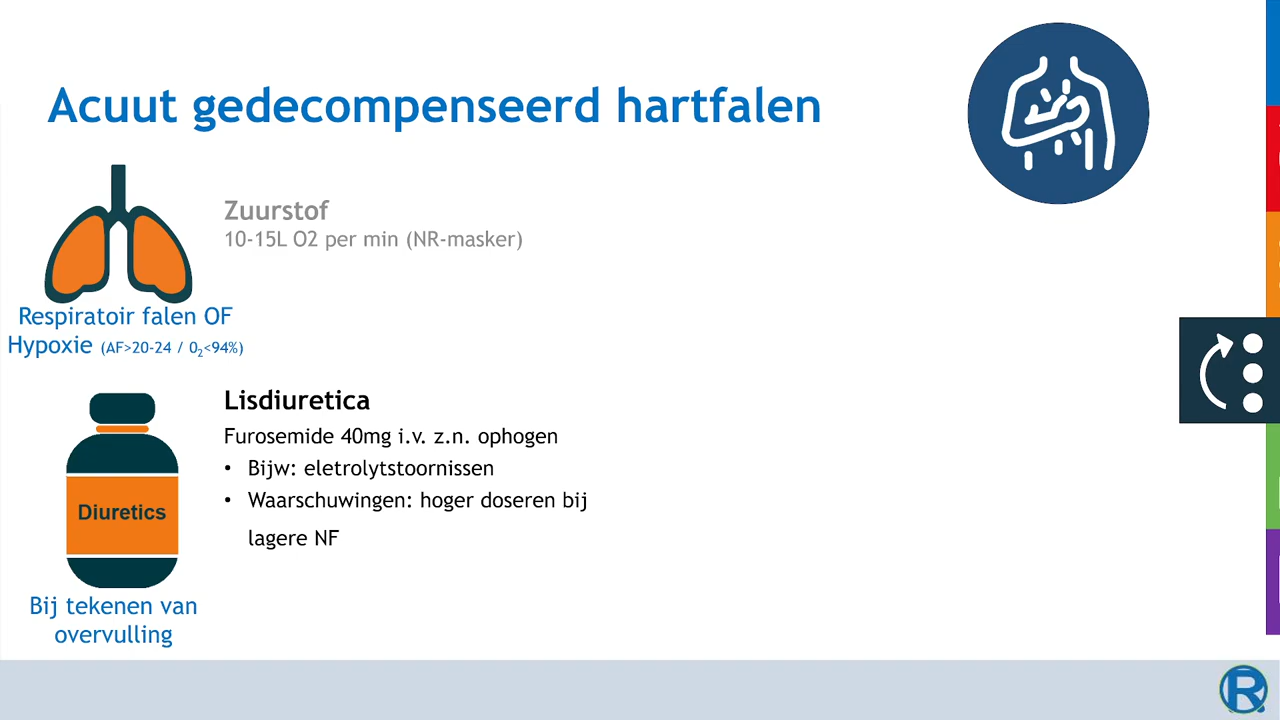 Acuut gedecompenseerd hartfalen
Zuurstof
10-15L O2 per min (NR-masker)
Respiratoir falen OF
Hypoxie (AF>20-24 / 0₂<94%)
Lisdiuretica
Furosemide 40mg i.v. z.n. ophogen
• Bijw: eletrolytstoornissen
• Waarschuwingen: hoger doseren bij
lagere NF
Diuretics
Bij tekenen van
overvulling
R